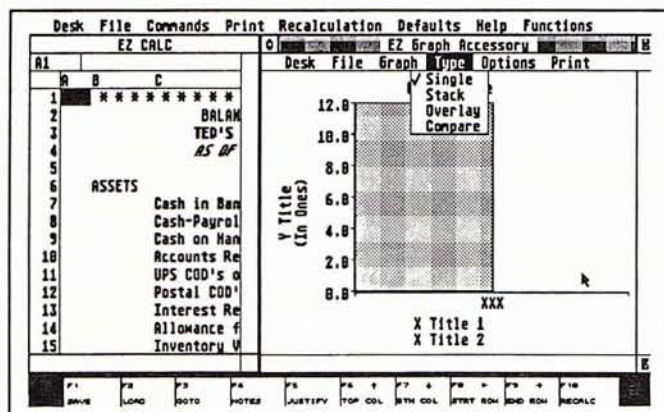 Desk File Commands Print Recalculation Defaults Help Functions
EZ CALC
EZ Graph Accessory
A1
Desk File Graph Type Options Print
A B C
✓ Single
Stack
Overlay
Compare
1 * * * * * * * * *
2 BALAN
3 TED'S
4 AS OF
5
6 ASSETS
7 Cash in Ban
8 Cash-Payrol
9 Cash on Han
10 Accounts Re
11 UPS COD's o
12 Postal COD'
13 Interest Re
14 Allowance f
15 Inventory V
12.0
10.0
8.0
6.0
4.0
2.0
0.0
Y Title
(In Ones)
XXX
X Title 1
X Title 2
F1 SAVE
F2 LOAD
F3 GOTO
F4 NOTES
F5 JUSTIFY
F6 ↑ TOP COL
F7 ↓ BTM COL
F8 ← STRT ROW
F9 → END ROW
F10 RECALC